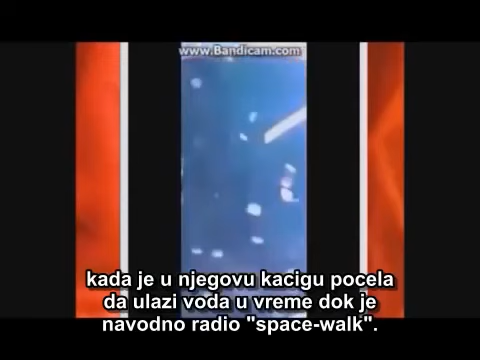 www.Bandicam.com
kada je u njegovu kacigu pocela
da ulazi voda u vreme dok je
navodno radio "space-walk".